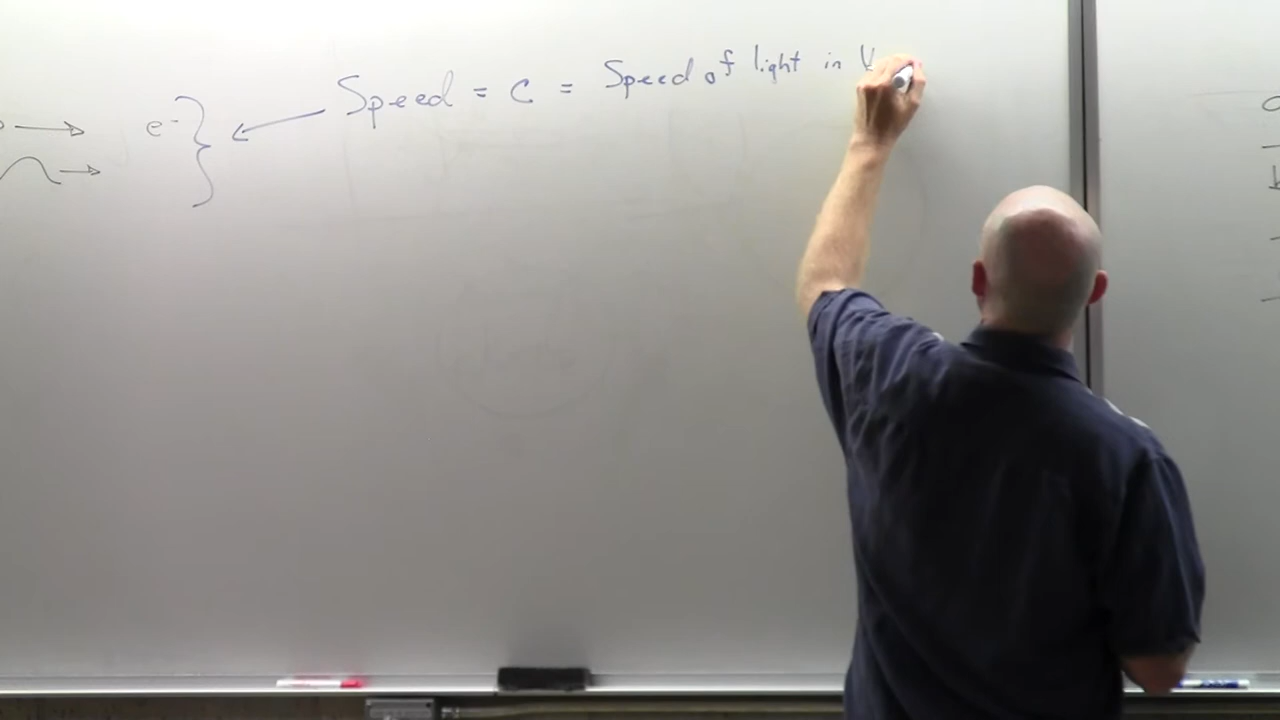 Speed = c = Speed of light in V
e-